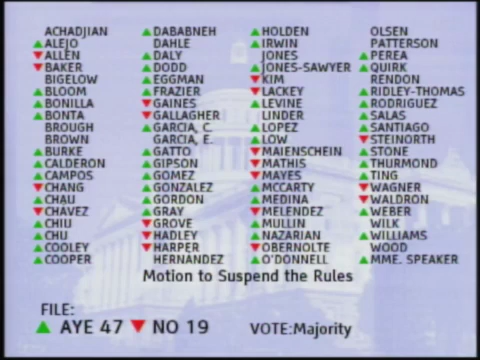 ACHADJIAN
ALEJO
ALLEN
BAKER
BIGELOW
BLOOM
BONILLA
BONTA
BROUGH
BROWN
BURKE
CALDERON
CAMPOS
CHANG
CHAU
CHÁVEZ
CHIU
CHU
COOLEY
COOPER
DABABNEH
DAHLE
DALY
DODD
EGGMAN
FRAZIER
GAINES
GALLAGHER
GARCIA, C.
GARCIA, E.
GATTO
GIPSON
GOMEZ
GONZALEZ
GORDON
GRAY
GROVE
HADLEY
HARPER
HERNÁNDEZ
HOLDEN
IRWIN
JONES
JONES-SAWYER
KIM
LACKEY
LEVINE
LINDER
LOPEZ
LOW
MAIENSCHEIN
MATHIS
MAYES
MCCARTY
MEDINA
MELENDEZ
MULLIN
NAZARIAN
OBERNOLTE
O'DONNELL
OLSEN
PATTERSON
PEREA
QUIRK
RENDON
RIDLEY-THOMAS
RODRIGUEZ
SALAS
SANTIAGO
STEINORTH
STONE
THURMOND
TING
WAGNER
WALDRON
WEBER
WILK
WILLIAMS
WOOD
MME. SPEAKER
Motion to Suspend the Rules
FILE:
AYE 47 NO 19 VOTE:Majority